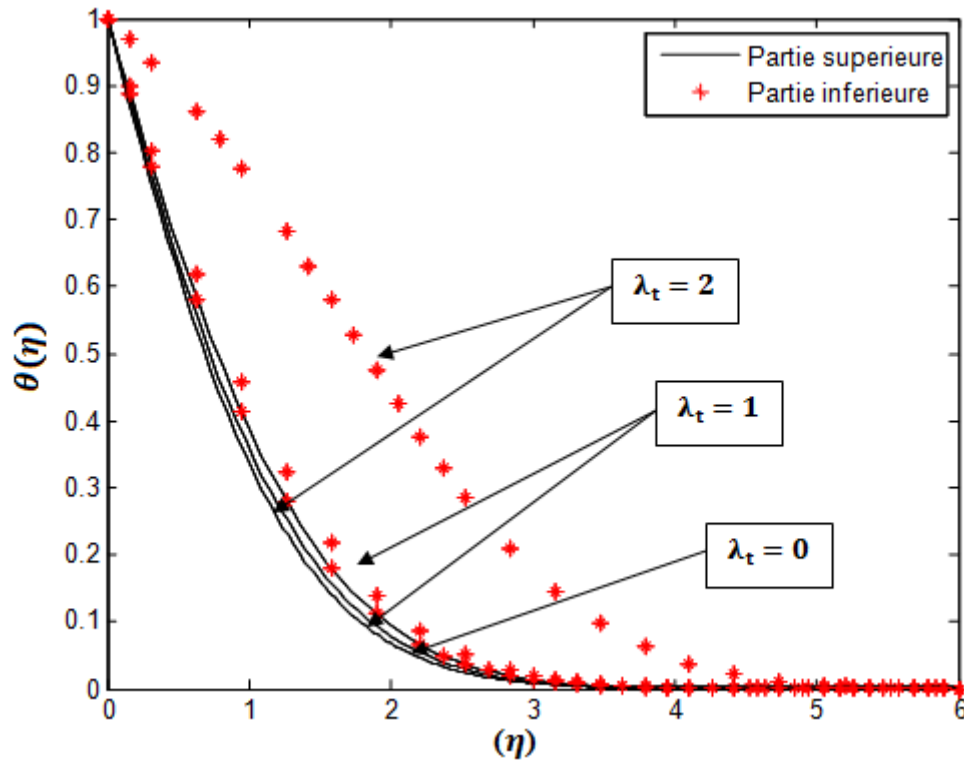 1
0.9
0.8
0.7
0.6
0.5
0.4
0.3
0.2
0.1
0
θ(η)
Partie superieure
Partie inferieure
λt = 2
λt = 1
λt = 0
0 1 2 3 4 5 6
(η)